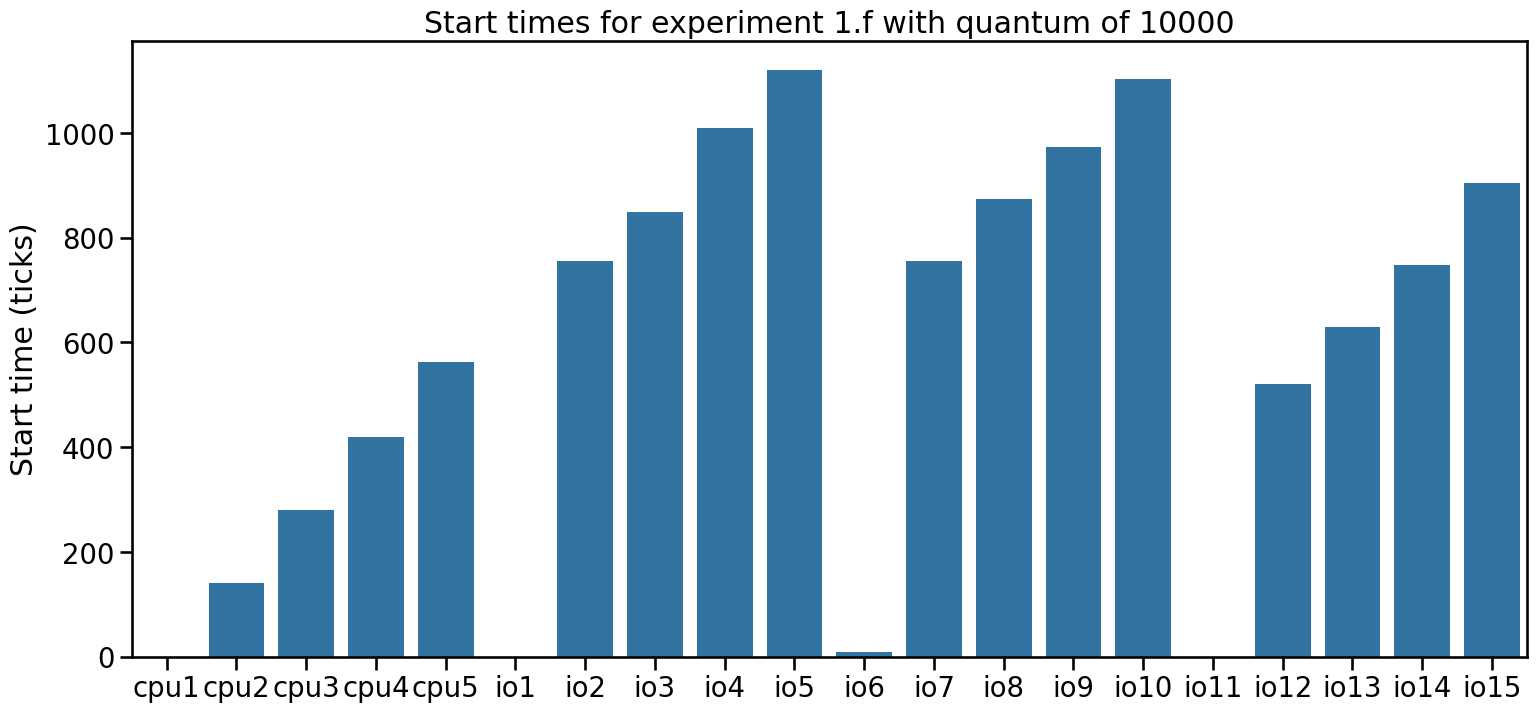 Start times for experiment 1.f with quantum of 10000
Start time (ticks)
1000
800
600
400
200
0
cpu1 cpu2 cpu3 cpu4 cpu5 io1 io2 io3 io4 io5 io6 io7 io8 io9 io10 io11 io12 io13 io14 io15